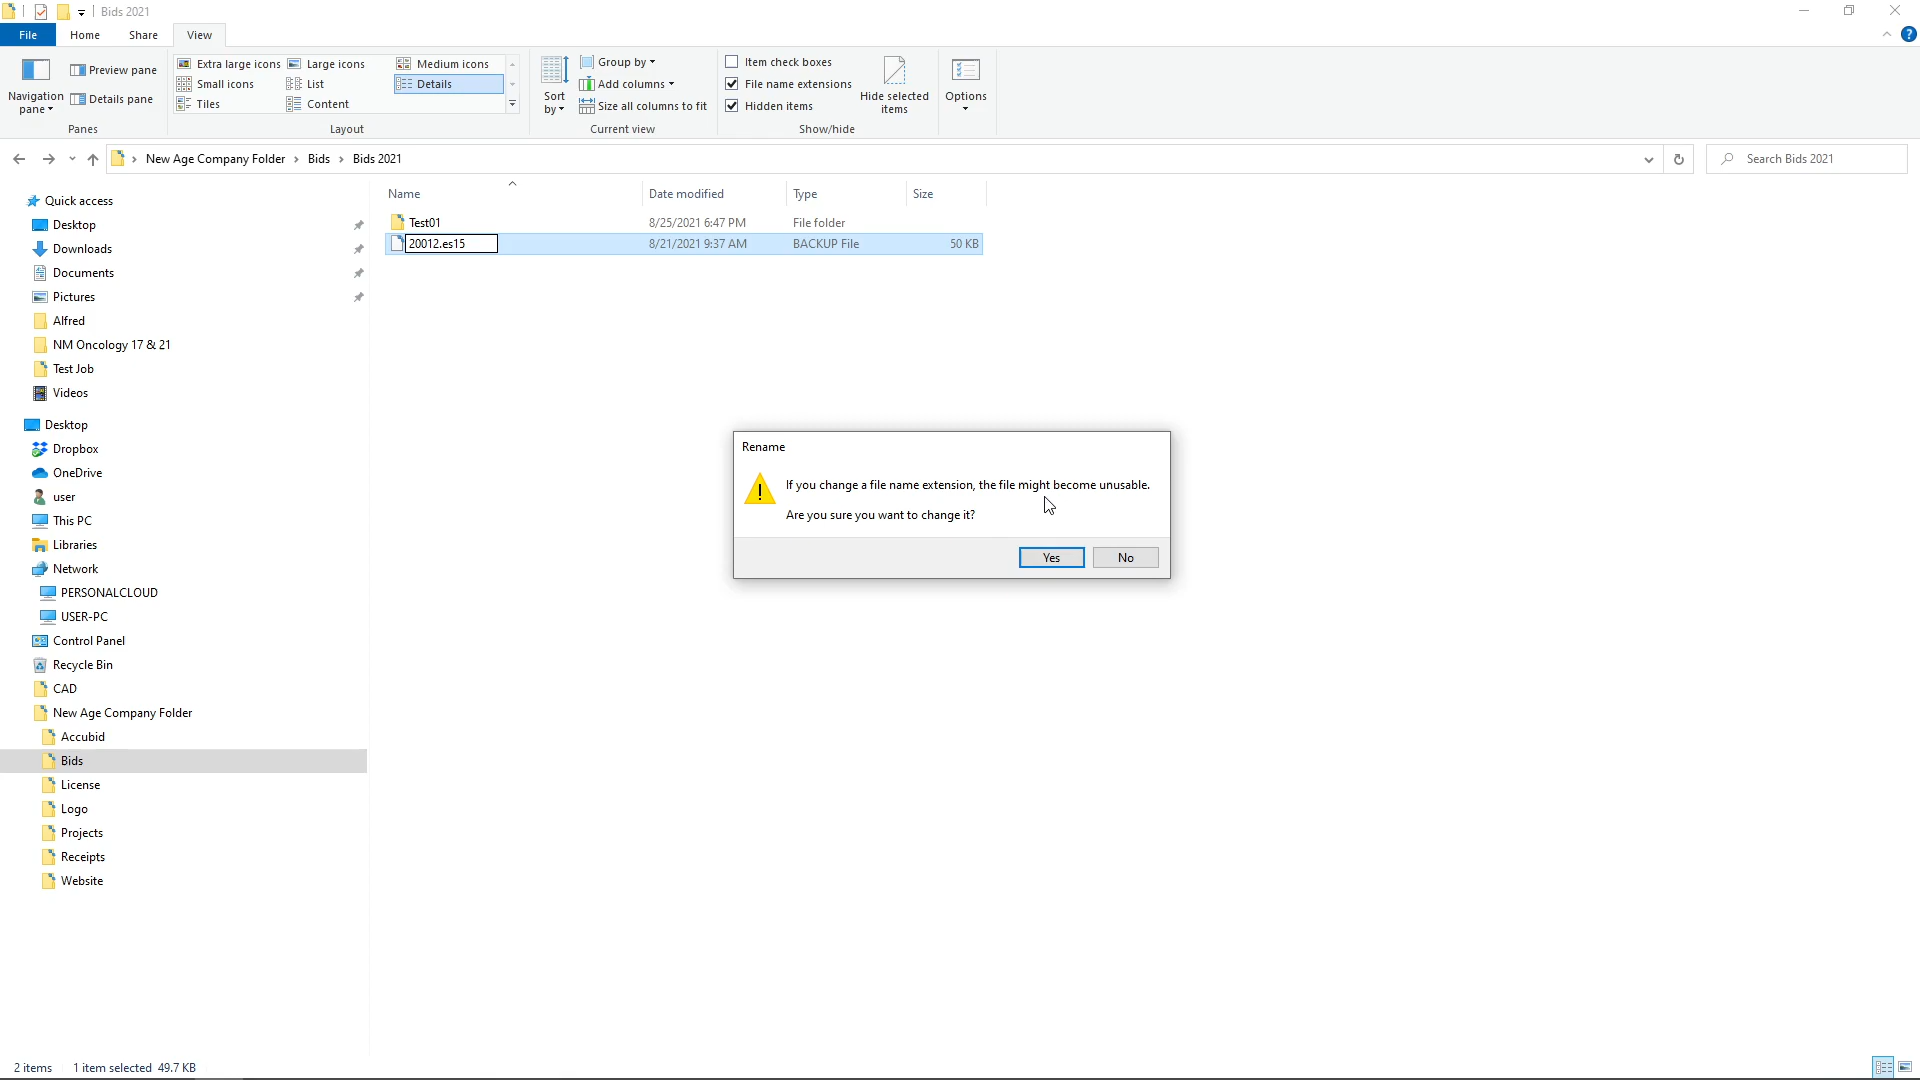 Bids 2021
File Home Share View
Navigation pane
Preview pane
Details pane
Panes
Extra large icons Large icons Medium icons
Small icons List Details
Tiles Content
Layout
Sort by
Group by
Add columns
Size all columns to fit
Current view
Item check boxes
File name extensions
Hidden items
Hide selected items
Show/hide
Options
New Age Company Folder Bids Bids 2021
Search Bids 2021
Quick access
Desktop
Downloads
Documents
Pictures
Alfred
NM Oncology 17 & 21
Test Job
Videos
Desktop
Dropbox
OneDrive
user
This PC
Libraries
Network
PERSONALCLOUD
USER-PC
Control Panel
Recycle Bin
CAD
New Age Company Folder
Accubid
Bids
License
Logo
Projects
Receipts
Website
Name Date modified Type Size
Test01 8/25/2021 6:47 PM File folder
20012.es15 8/21/2021 9:37 AM BACKUP File 50 KB
Rename
If you change a file name extension, the file might become unusable.
Are you sure you want to change it?
Yes No
2 items 1 item selected 49.7 KB